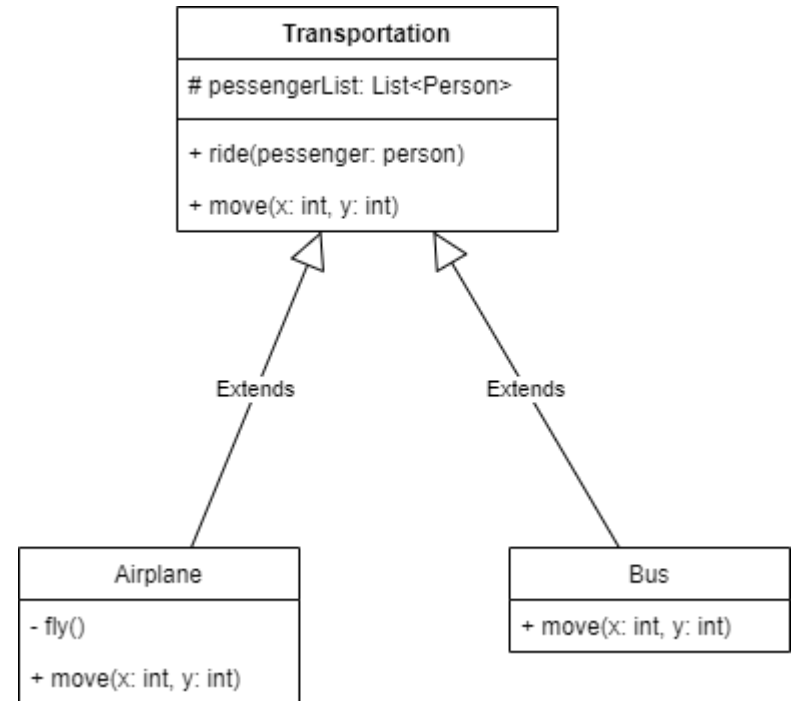 Transportation
# pessengerList: List<Person>
+ ride(pessenger: person)
+ move(x: int, y: int)
Extends
Extends
Airplane
- fly()
+ move(x: int, y: int)
Bus
+ move(x: int, y: int)